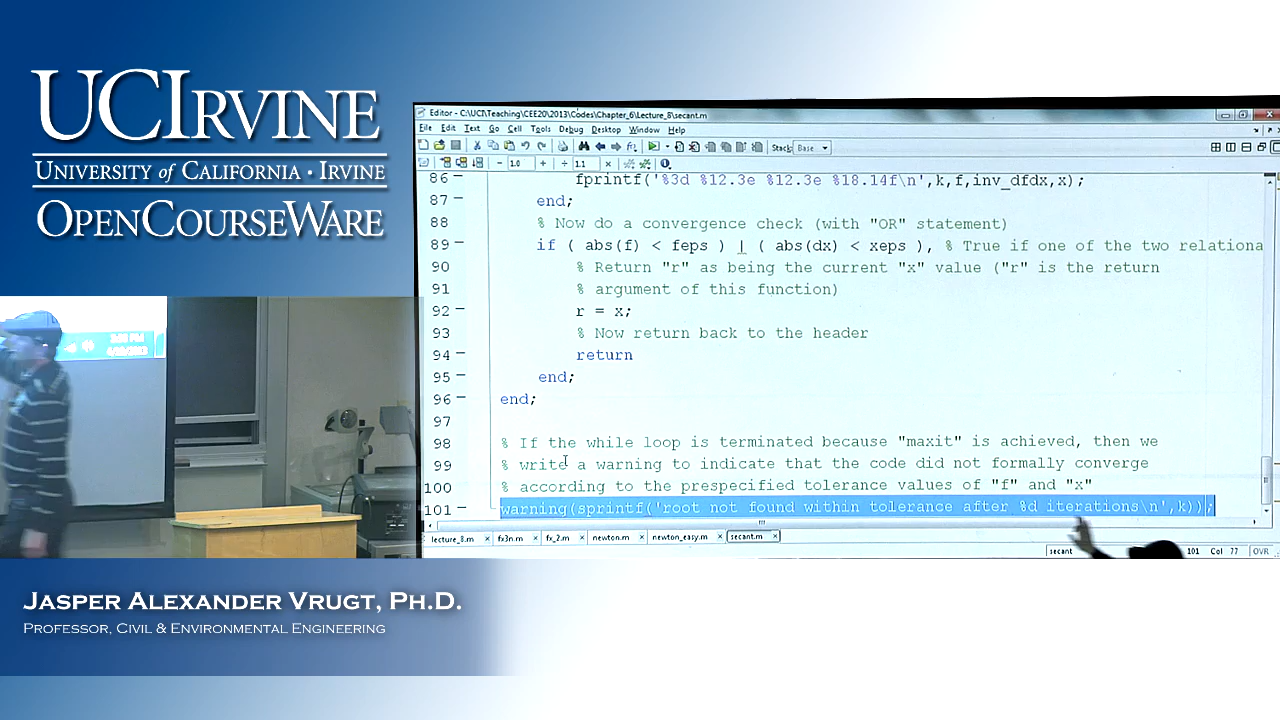 UCIRVINE
UNIVERSITY of CALIFORNIA · IRVINE
OPENCOURSEWARE
Editor - C:\UCI\Teaching\CEE20\2013\Codes\Chapter_6\Lecture_8\secant.m
File Edit Text Go Cell Tools Debug Desktop Window Help
Stack: Base
1.0 1.1
86 fprintf('%3d %12.3e %12.3e %18.14f\n',k,f,inv_dfdx,x);
87 end;
88 % Now do a convergence check (with "OR" statement)
89 if ( abs(f) < feps ) | ( abs(dx) < xeps ), % True if one of the two relationa
90 % Return "r" as being the current "x" value ("r" is the return
91 % argument of this function)
92 r = x;
93 % Now return back to the header
94 return
95 end;
96 end;
97
98 % If the while loop is terminated because "maxit" is achieved, then we
99 % write a warning to indicate that the code did not formally converge
100 % according to the prespecified tolerance values of "f" and "x"
101 warning(sprintf('root not found within tolerance after %d iterations\n',k));
lecture_8.m fx3n.m fx_2.m newton.m newton_easy.m secant.m
secant 101 Col 77 OVR
JASPER ALEXANDER VRUGT, PH.D.
PROFESSOR, CIVIL & ENVIRONMENTAL ENGINEERING